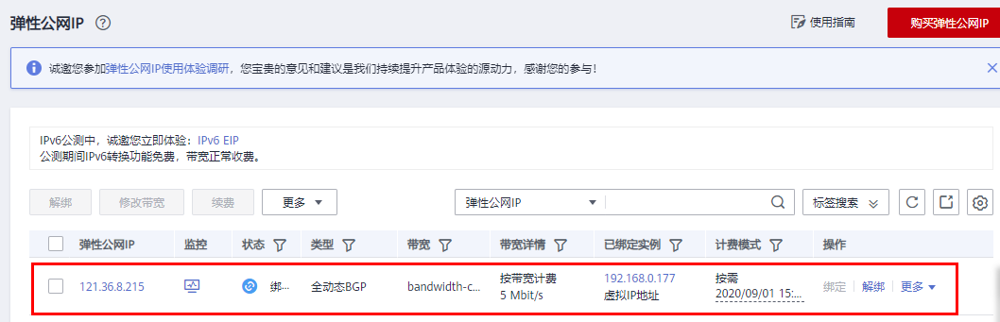 弹性公网IP
使用指南
购买弹性公网IP
诚邀您参加弹性公网IP使用体验调研，您宝贵的意见和建议是我们持续提升产品体验的源动力，感谢您的参与！
IPv6公测中，诚邀您立即体验：IPv6 EIP
公测期间IPv6转换功能免费，带宽正常收费。
解绑 修改带宽 续费 更多 弹性公网IP 标签搜索
弹性公网IP 监控 状态 类型 带宽 带宽详情 已绑定实例 计费模式 操作
121.36.8.215 绑... 全动态BGP bandwidth-c... 按带宽计费 192.168.0.177 按需 绑定 解绑 更多
5 Mbit/s 虚拟IP地址 2020/09/01 15:...